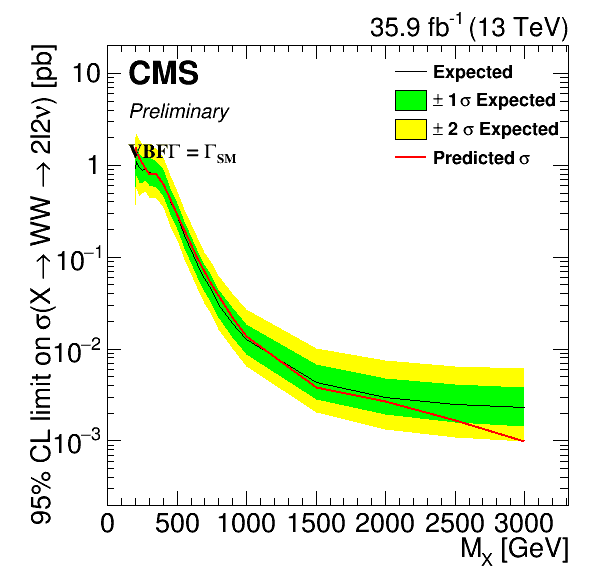 35.9 fb⁻¹ (13 TeV)
CMS
Preliminary
VBFΓ = Γ_SM
Expected
± 1 σ Expected
± 2 σ Expected
Predicted σ
95% CL limit on σ(X → WW → 2l2ν) [pb]
10
1
10⁻¹
10⁻²
10⁻³
0 500 1000 1500 2000 2500 3000
M_X [GeV]